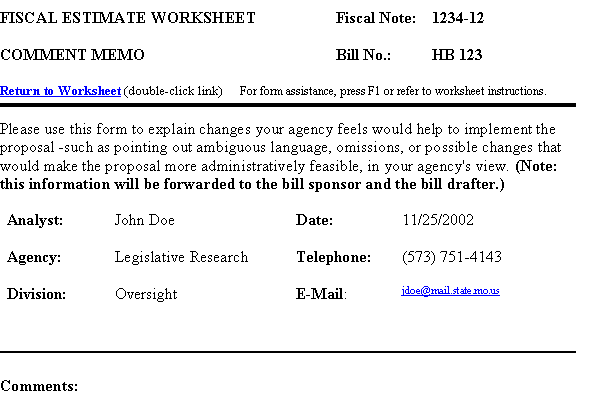 FISCAL ESTIMATE WORKSHEET Fiscal Note: 1234-12
COMMENT MEMO Bill No.: HB 123
Return to Worksheet (double-click link) For form assistance, press F1 or refer to worksheet instructions.
Please use this form to explain changes your agency feels would help to implement the
proposal -such as pointing out ambiguous language, omissions, or possible changes that
would make the proposal more administratively feasible, in your agency's view. (Note:
this information will be forwarded to the bill sponsor and the bill drafter.)
Analyst: John Doe Date: 11/25/2002
Agency: Legislative Research Telephone: (573) 751-4143
Division: Oversight E-Mail: jdoe@mail.state.mo.us
Comments: